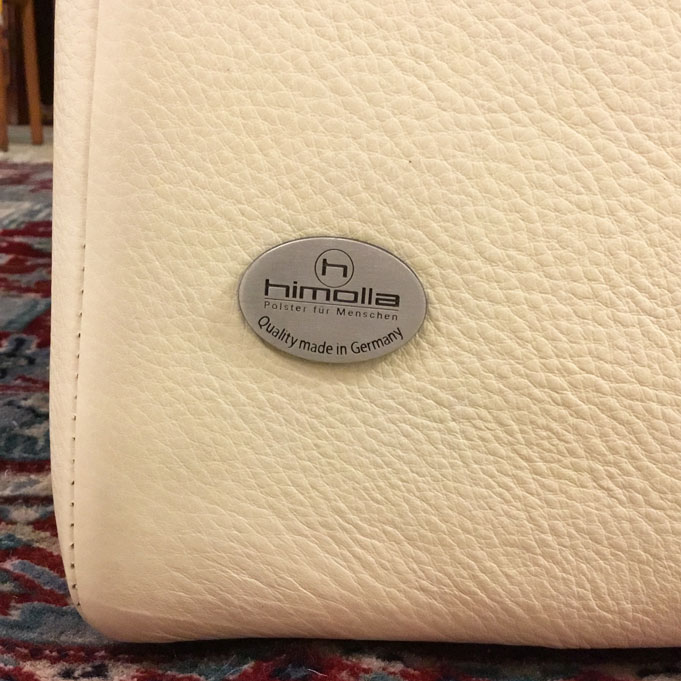 h
himolla
Polster für Menschen
Quality made in Germany